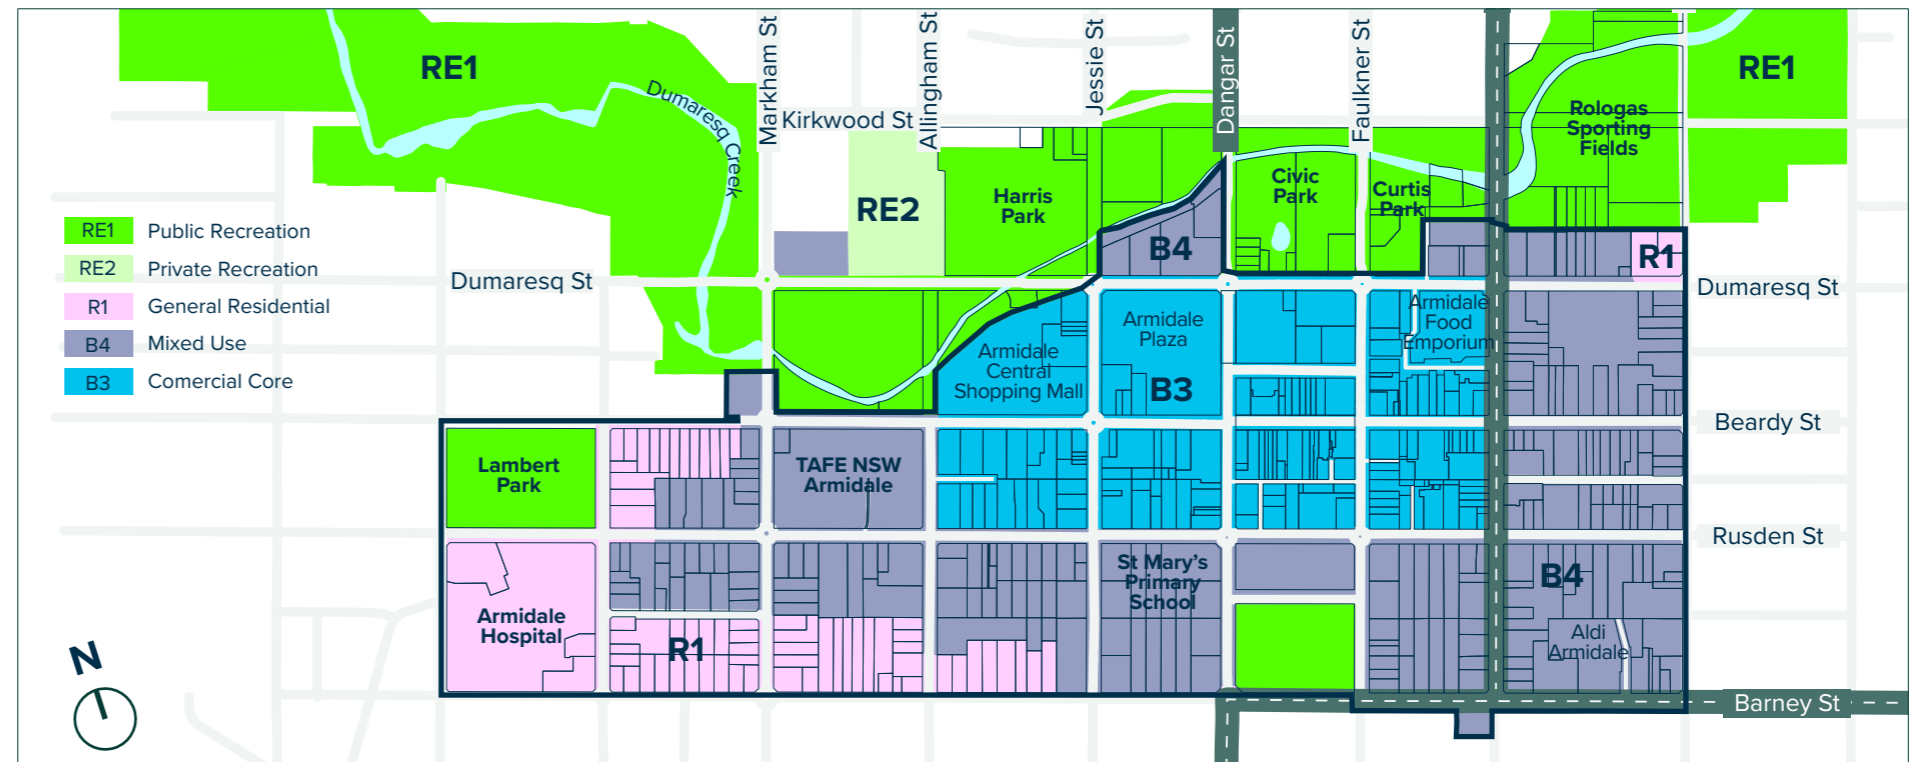 RE1
Dumaresq Creek
Markham St
Kirkwood St
Allingham St
Jessie St
Dangar St
Faulkner St
RE1
Rologas
Sporting
Fields
RE2
Harris
Park
Civic
Park
Curtis
Park
B4
R1
RE1 Public Recreation
RE2 Private Recreation
R1 General Residential
B4 Mixed Use
B3 Comercial Core
Dumaresq St
Dumaresq St
Armidale
Central
Shopping Mall
Armidale
Plaza
B3
Armidale
Food
Emporium
Beardy St
Lambert
Park
TAFE NSW
Armidale
Rusden St
Armidale
Hospital
R1
St Mary's
Primary
School
B4
Aldi
Armidale
Barney St
N